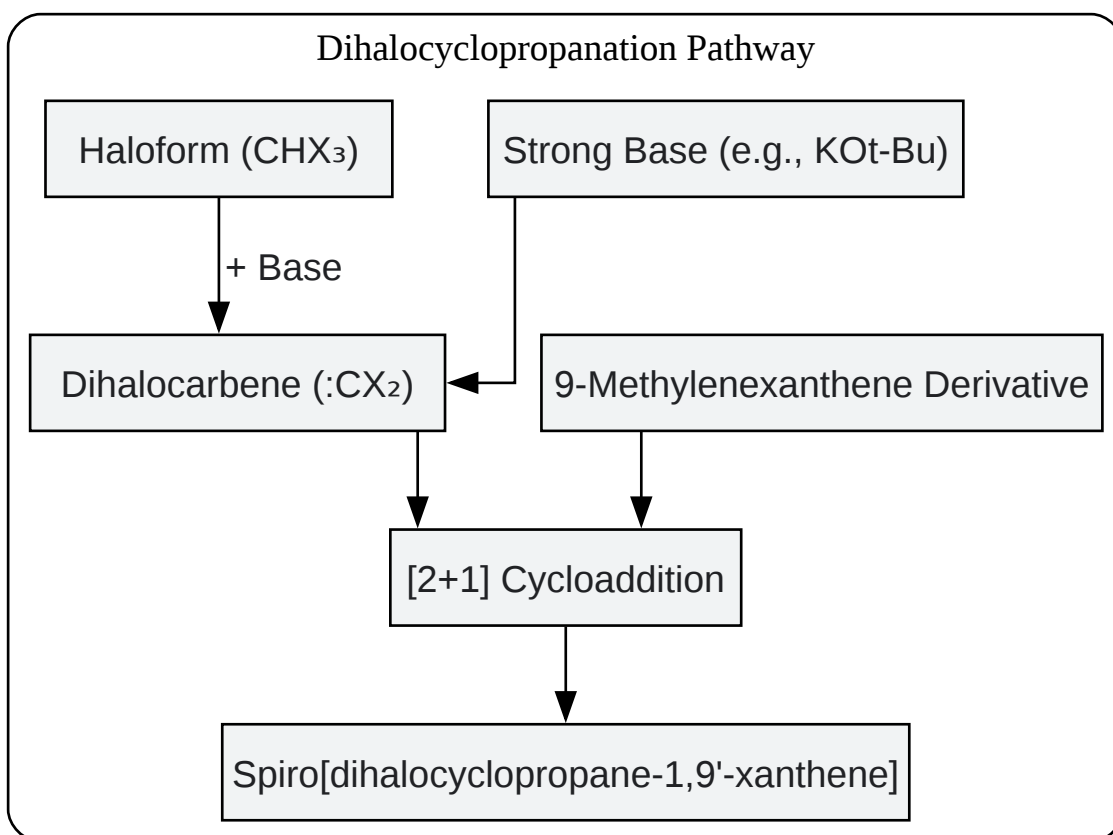 Dihalocyclopropanation Pathway
Haloform (CHX₃)
Strong Base (e.g., KOt-Bu)
+ Base
Dihalocarbene (:CX₂)
9-Methylenexanthene Derivative
[2+1] Cycloaddition
Spiro[dihalocyclopropane-1,9'-xanthene]